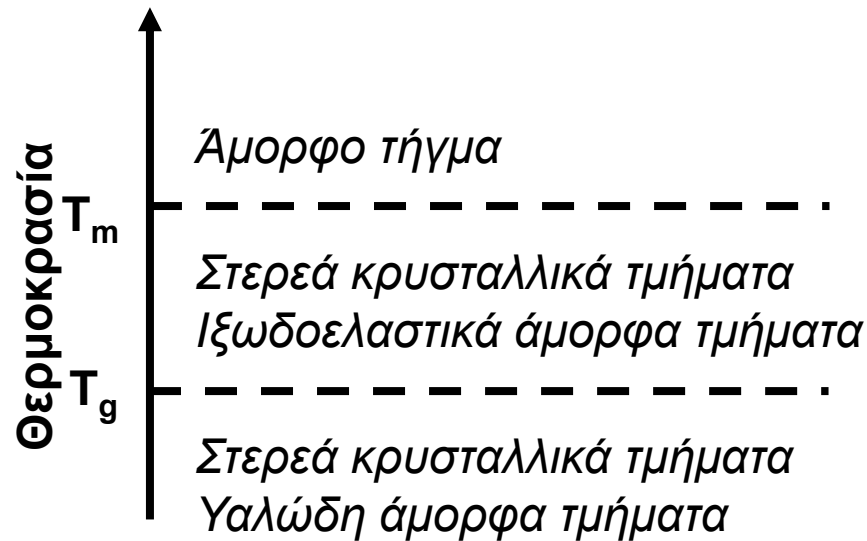 Θερμοκρασία
Άμορφο τήγμα
Tm
Στερεά κρυσταλλικά τμήματα
Ιξωδοελαστικά άμορφα τμήματα
Tg
Στερεά κρυσταλλικά τμήματα
Υαλώδη άμορφα τμήματα